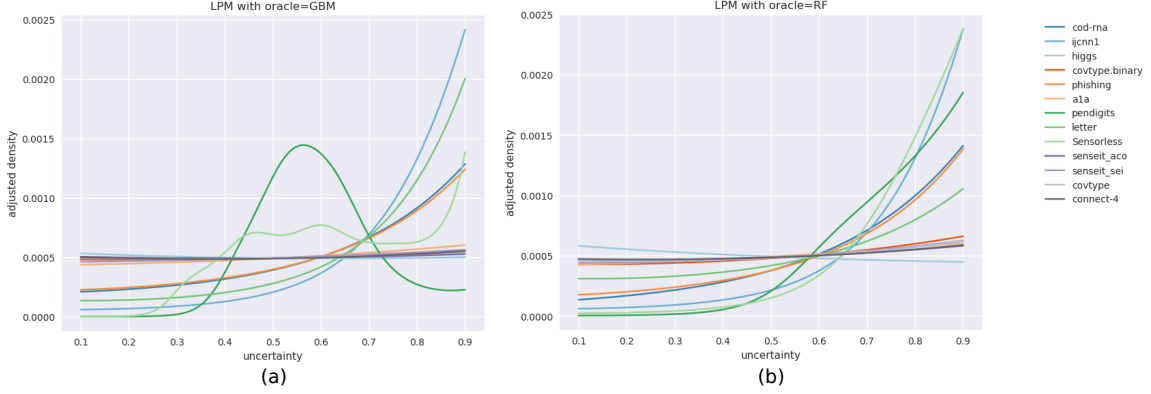 LPM with oracle=GBM
0.0025
0.0020
0.0015
0.0010
0.0005
0.0000
adjusted density
0.1 0.2 0.3 0.4 0.5 0.6 0.7 0.8 0.9
uncertainty
(a)
LPM with oracle=RF
0.0025
0.0020
0.0015
0.0010
0.0005
0.0000
adjusted density
0.1 0.2 0.3 0.4 0.5 0.6 0.7 0.8 0.9
uncertainty
(b)
cod-rna
ijcnn1
higgs
covtype.binary
phishing
a1a
pendigits
letter
Sensorless
senseit_aco
senseit_sei
covtype
connect-4